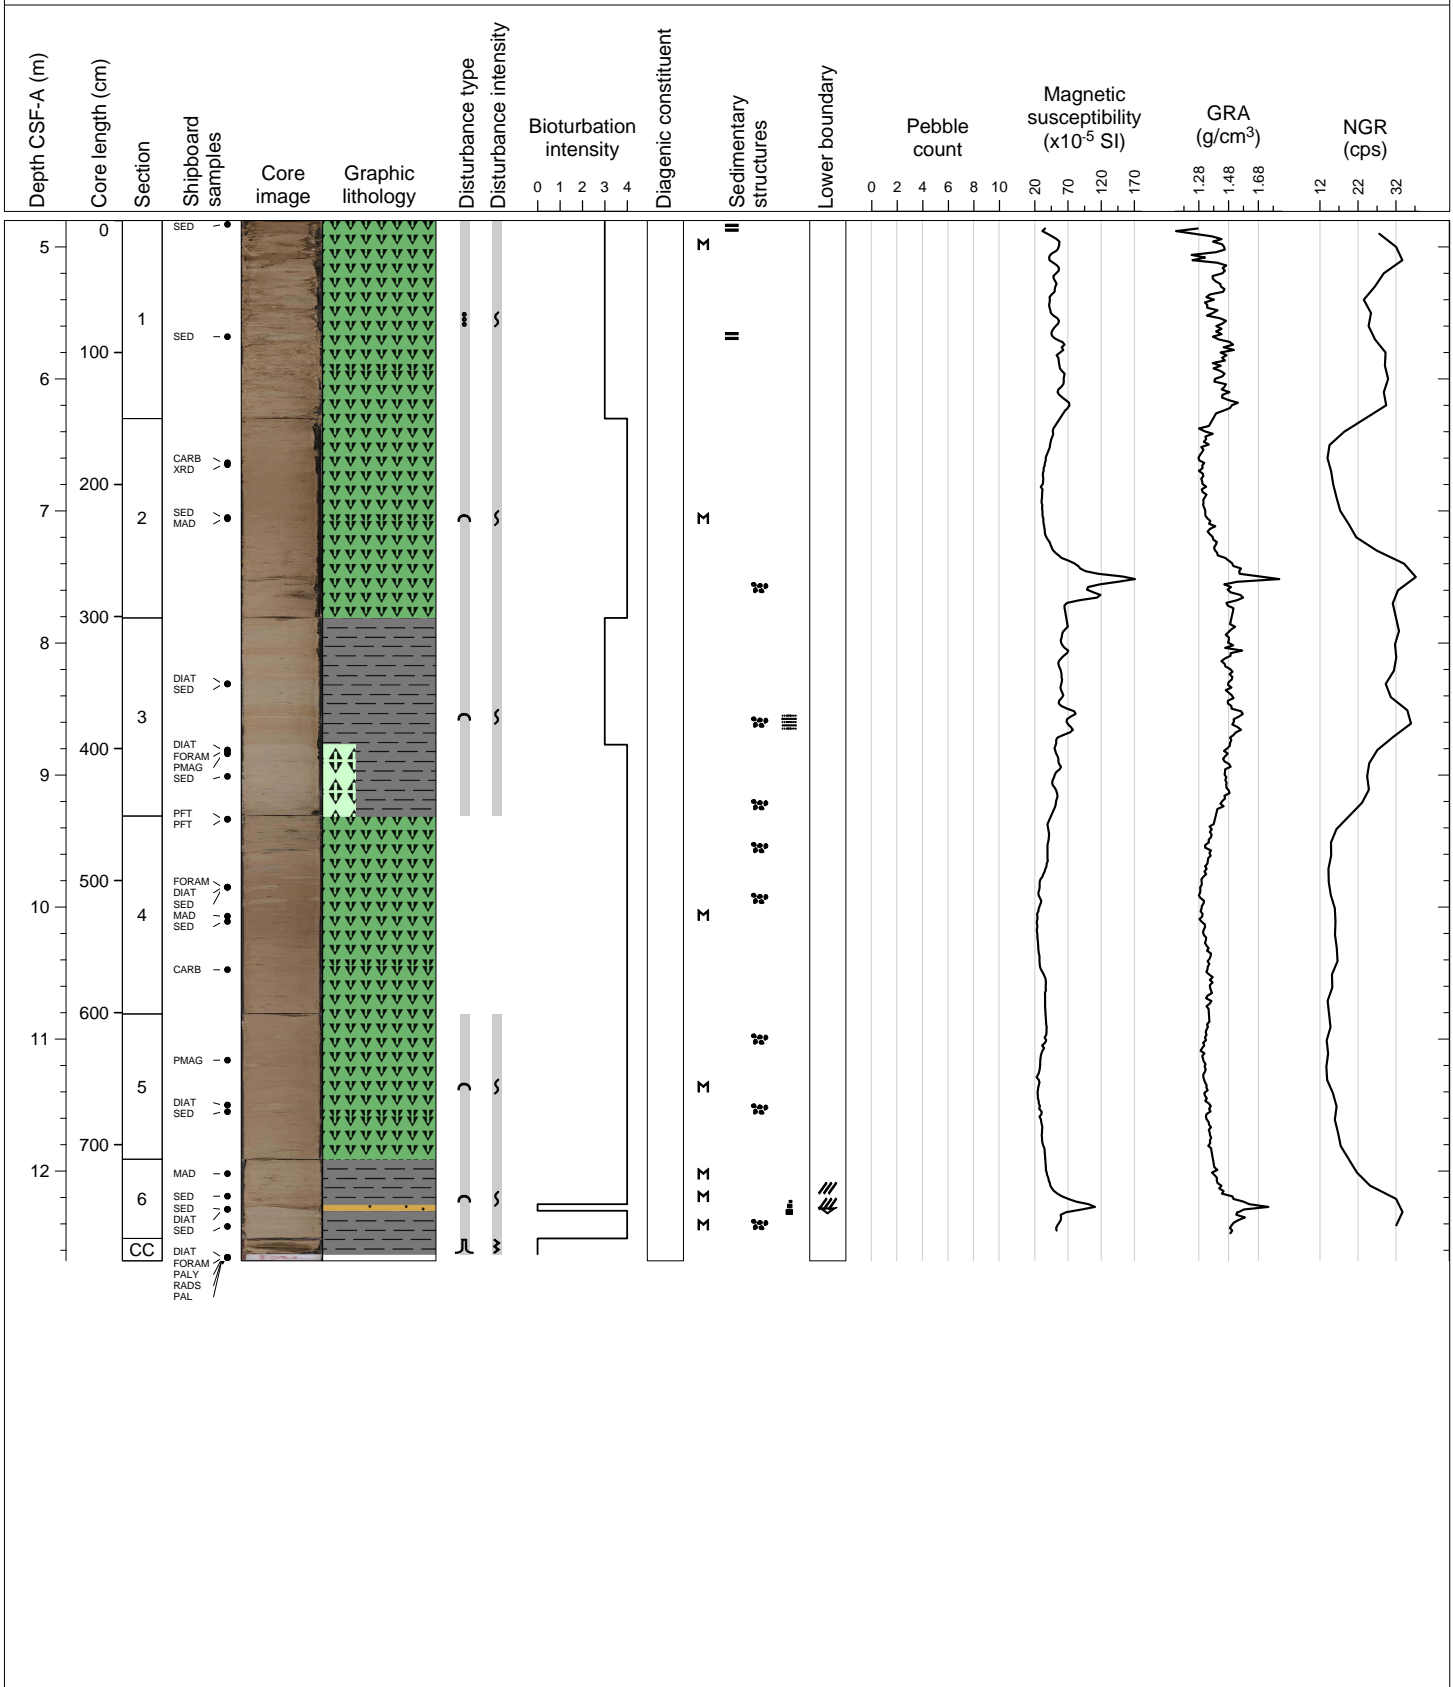 Depth CSF-A (m)
Core length (cm)
Section
Shipboard
samples
Core
image
Graphic
lithology
Disturbance type
Disturbance intensity
Bioturbation
intensity
0 1 2 3 4
Diagenic constituent
Sedimentary
structures
Lower boundary
Pebble
count
0 2 4 6 8 10
Magnetic
susceptibility
(x10-5 SI)
20 70 120 170
GRA
(g/cm3)
1.28 1.48 1.68
NGR
(cps)
12 22 32
0
SED
5
1
SED
100
6
CARB
XRD
200
SED
MAD
7
2
300
8
DIAT
SED
3
400
DIAT
FORAM
PMAG
SED
9
PFT
PFT
500
FORAM
DIAT
SED
10
4
MAD
SED
CARB
600
11
PMAG
5
DIAT
SED
700
12
MAD
6
SED
SED
DIAT
SED
CC
DIAT
FORAM
PALY
RADS
PAL